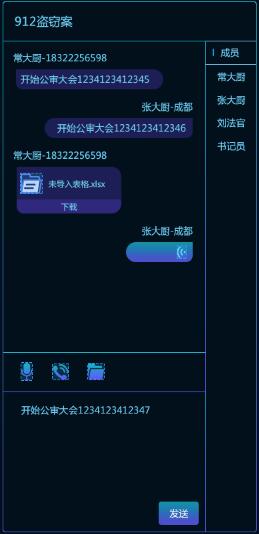 912盗窃案
成员
常大厨
张大厨
刘法官
书记员
常大厨-18322256598
开始公审大会1234123412345
张大厨-成都
开始公审大会1234123412346
常大厨-18322256598
未导入表格.xlsx
下载
张大厨-成都
开始公审大会1234123412347
发送